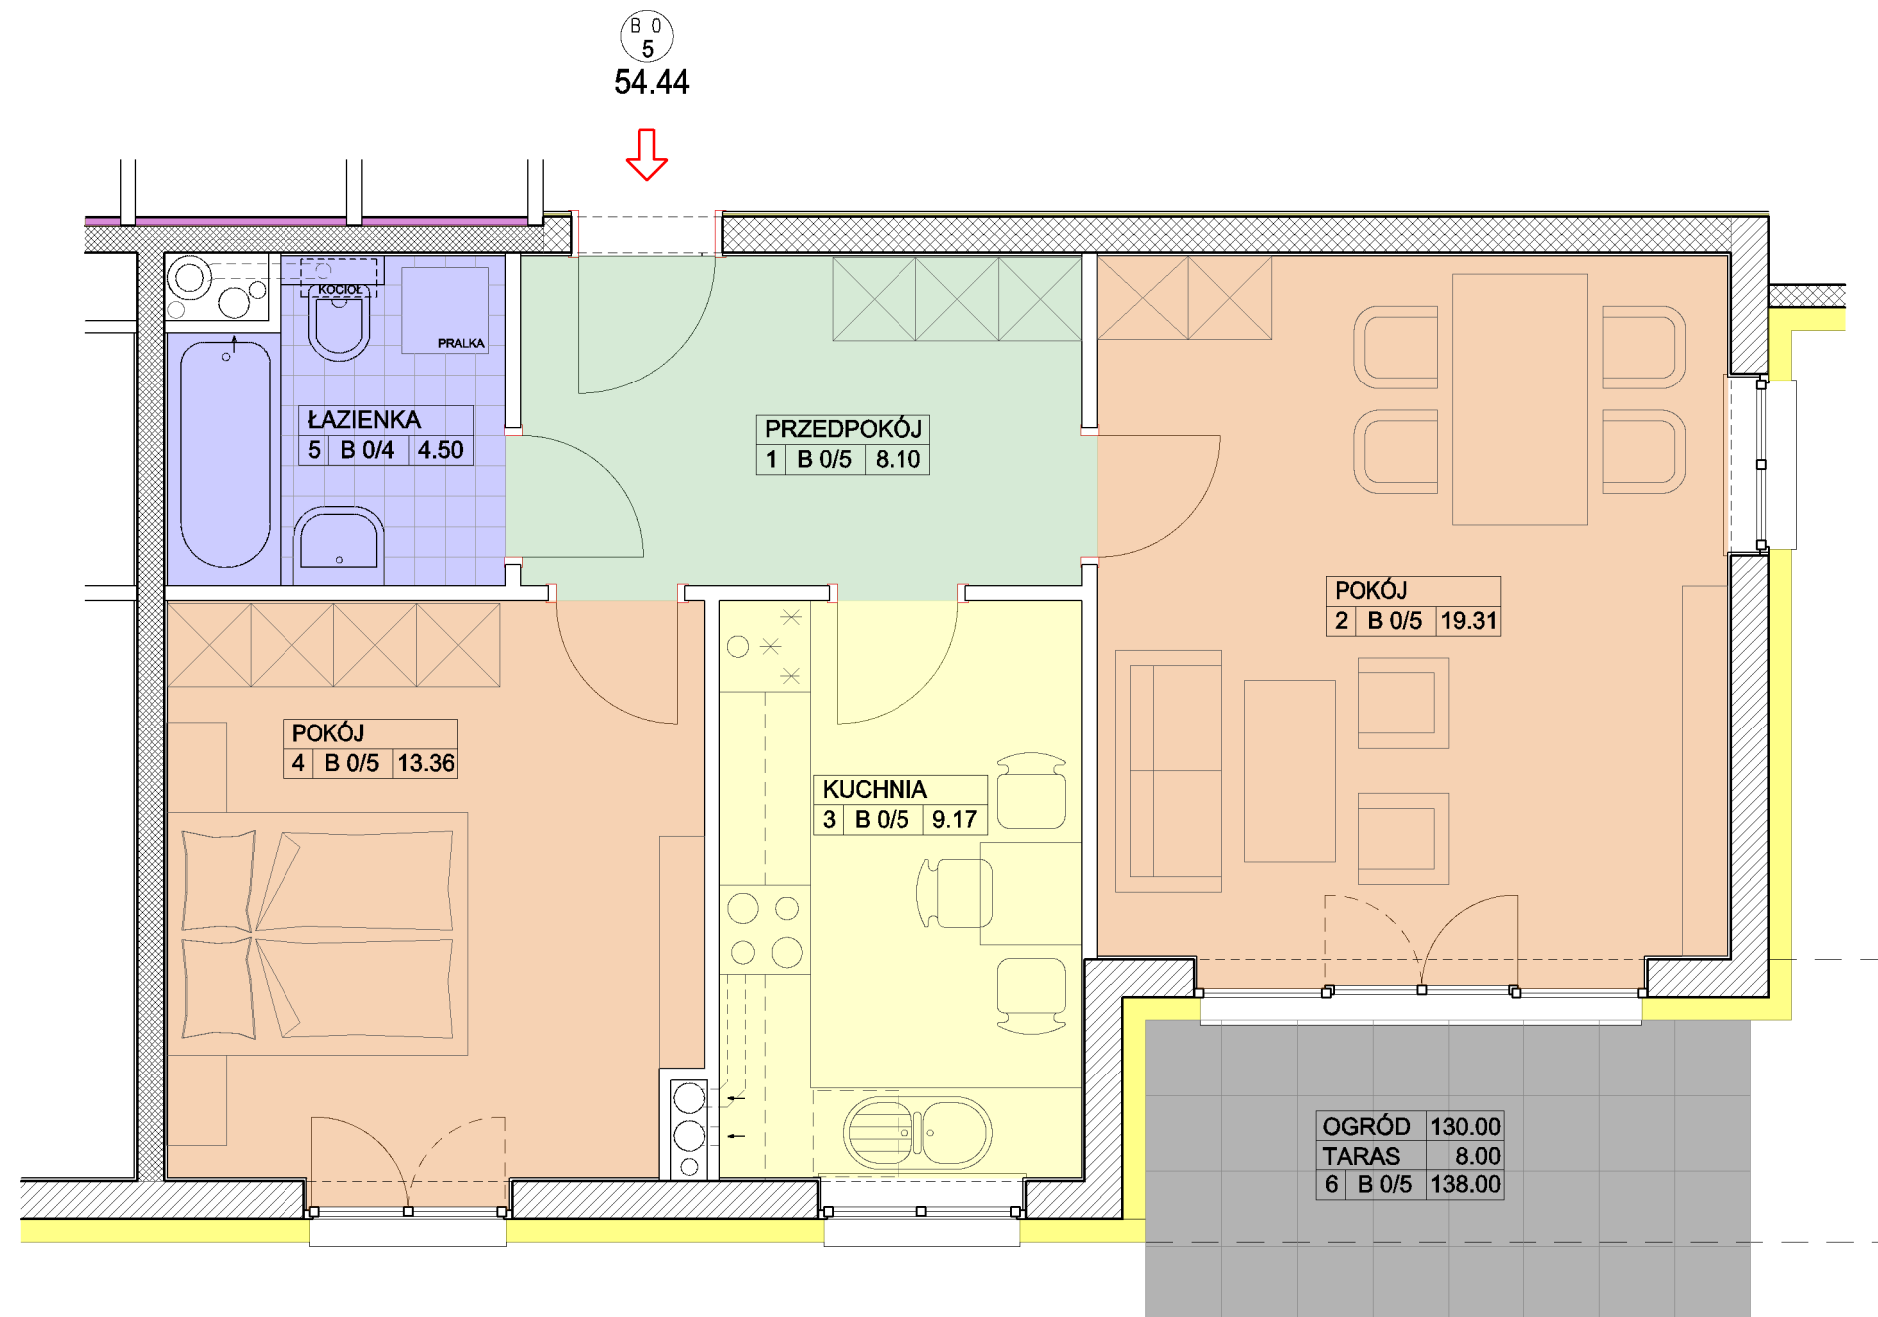 B 0
5
54.44
KOCIOŁ
PRALKA
ŁAZIENKA
5 B 0/4 4.50
PRZEDPOKÓJ
1 B 0/5 8.10
POKÓJ
2 B 0/5 19.31
POKÓJ
4 B 0/5 13.36
KUCHNIA
3 B 0/5 9.17
OGRÓD 130.00
TARAS 8.00
6 B 0/5 138.00